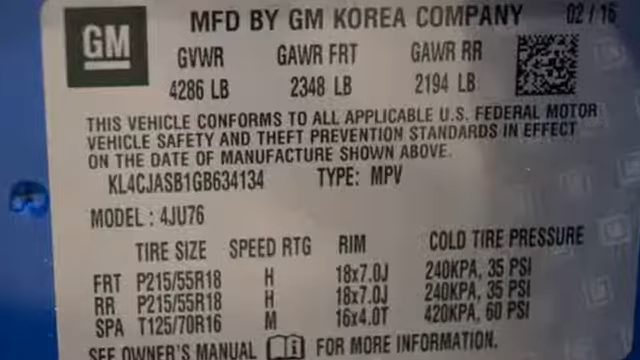 GM
MFD BY GM KOREA COMPANY 02/16
GVWR GAWR FRT GAWR RR
4286 LB 2348 LB 2194 LB
THIS VEHICLE CONFORMS TO ALL APPLICABLE U.S. FEDERAL MOTOR
VEHICLE SAFETY AND THEFT PREVENTION STANDARDS IN EFFECT
ON THE DATE OF MANUFACTURE SHOWN ABOVE.
KL4CJASB1GB634134 TYPE: MPV
MODEL : 4JU76
TIRE SIZE SPEED RTG RIM COLD TIRE PRESSURE
FRT P215/55R18 H 18x7.0J 240KPA, 35 PSI
RR P215/55R18 H 18x7.0J 240KPA, 35 PSI
SPA T125/70R16 M 16x4.0T 420KPA, 60 PSI
SEE OWNER'S MANUAL FOR MORE INFORMATION.